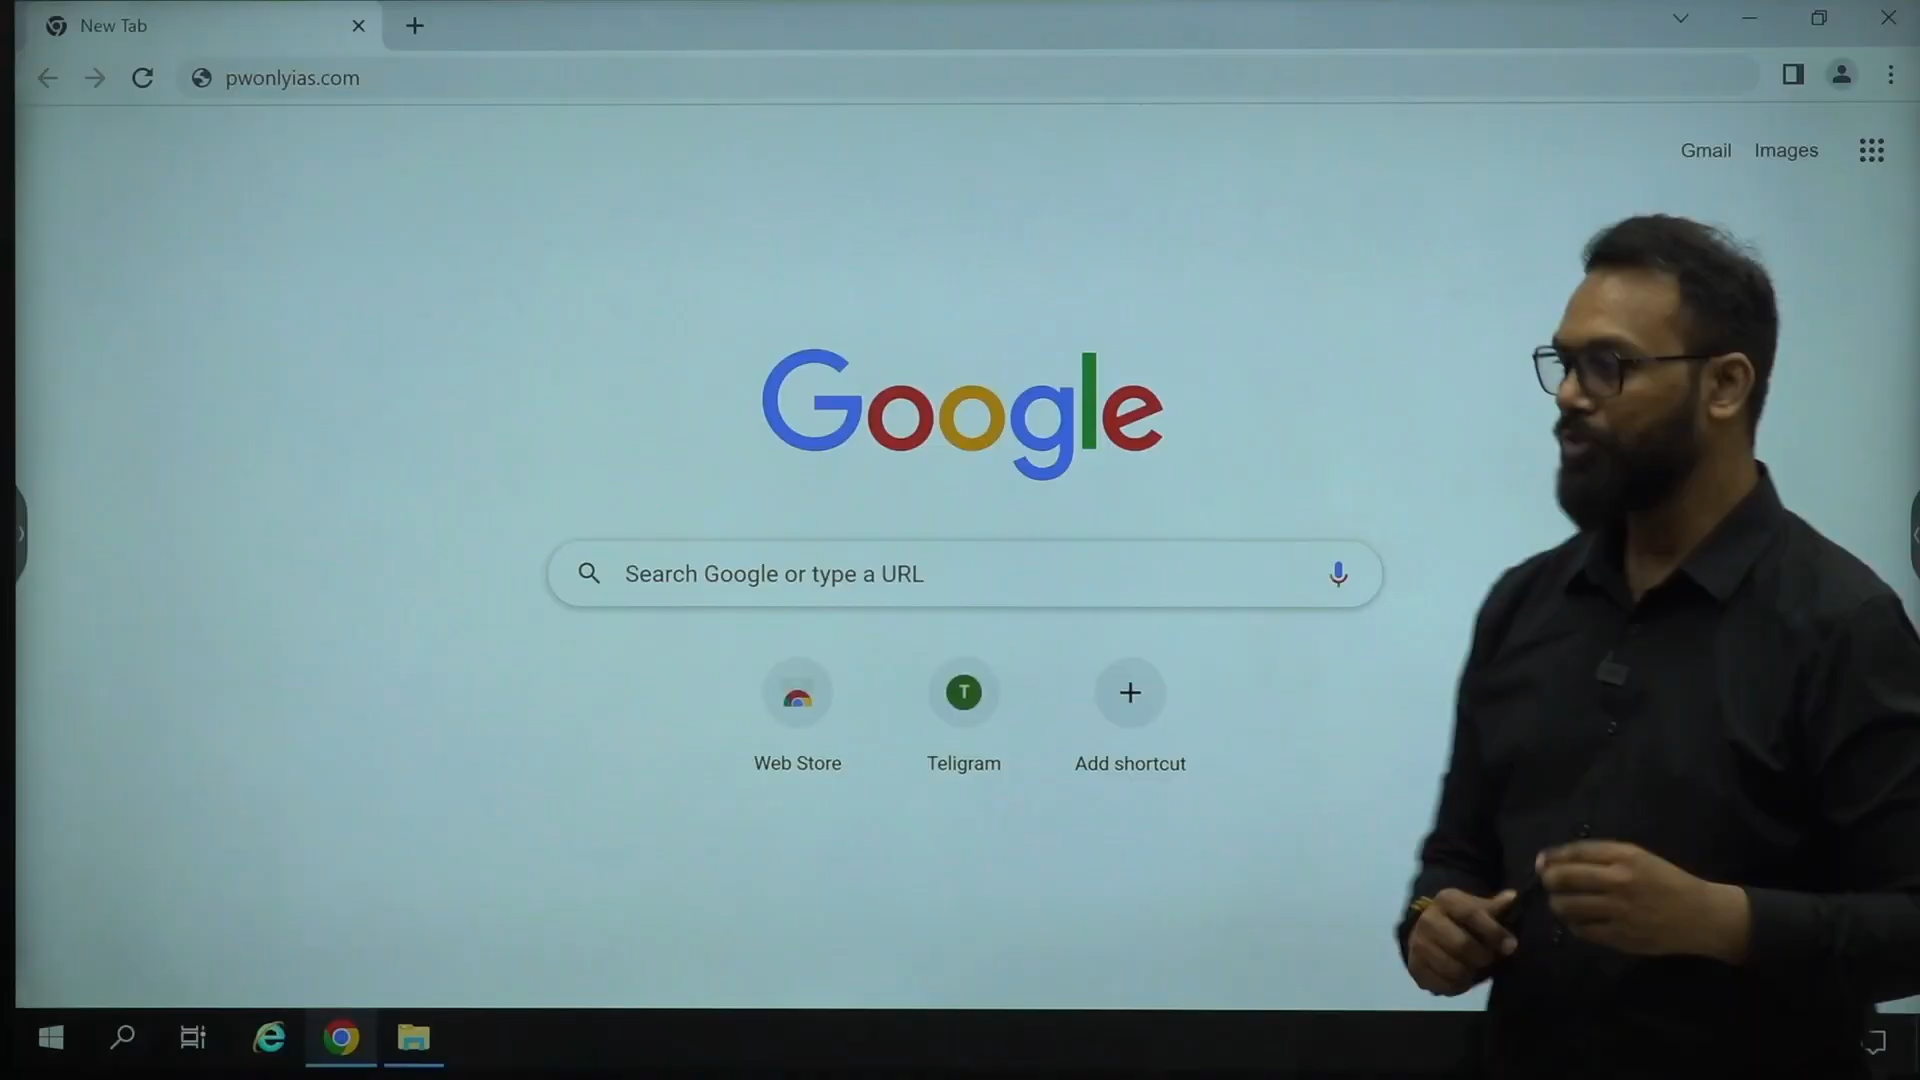 New Tab
pwonlyias.com
Gmail Images
Google
Search Google or type a URL
T
Web Store Teligram Add shortcut